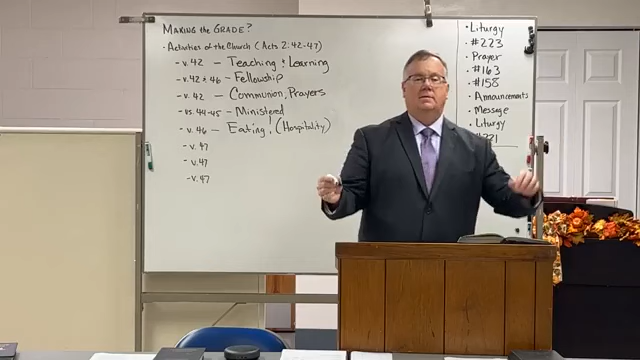 Making the Grade?
• Activities of the Church (Acts 2:42-47)
- v. 42 - Teaching & Learning
- v. 42 & 46 - Fellowship
- v. 42 - Communion, Prayers
- vs. 44-45 - Ministered
- v. 46 - Eating! (Hospitality)
- v. 47
- v. 47
- v. 47
• Liturgy
• #223
• Prayer
• #163
• #158
• Announcements
• Message
• Liturgy